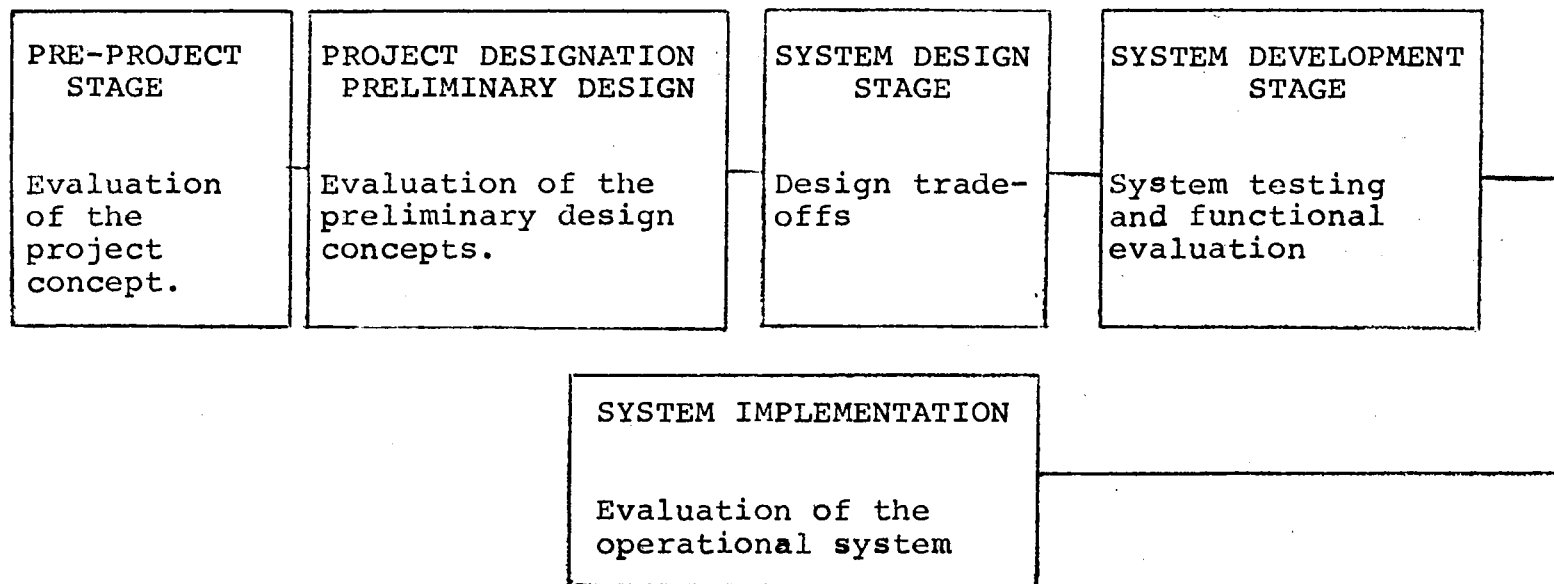 PRE-PROJECT
STAGE
Evaluation
of the
project
concept.
PROJECT DESIGNATION
PRELIMINARY DESIGN
Evaluation of the
preliminary design
concepts.
SYSTEM DESIGN
STAGE
Design trade-
offs
SYSTEM DEVELOPMENT
STAGE
System testing
and functional
evaluation
SYSTEM IMPLEMENTATION
Evaluation of the
operational system